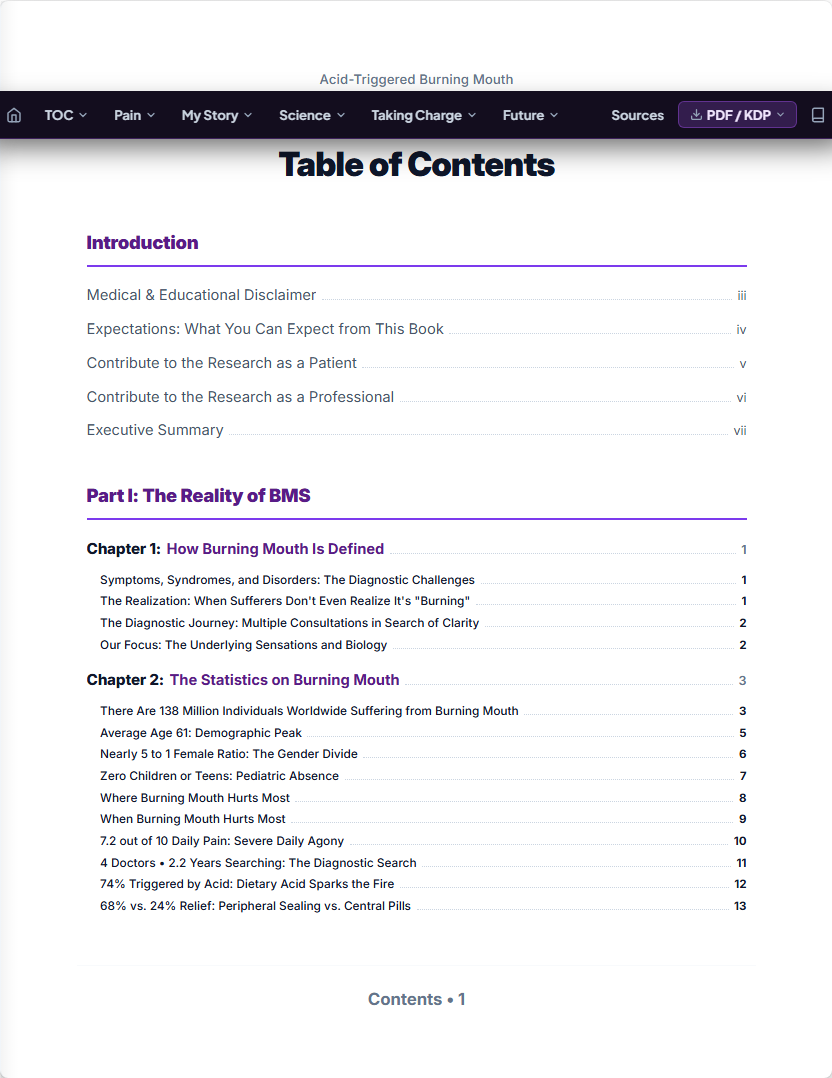 Acid-Triggered Burning Mouth
TOC Pain My Story Science Taking Charge Future Sources PDF / KDP
Table of Contents
Introduction
Medical & Educational Disclaimer iii
Expectations: What You Can Expect from This Book iv
Contribute to the Research as a Patient v
Contribute to the Research as a Professional vi
Executive Summary vii
Part I: The Reality of BMS
Chapter 1: How Burning Mouth Is Defined 1
Symptoms, Syndromes, and Disorders: The Diagnostic Challenges 1
The Realization: When Sufferers Don't Even Realize It's "Burning" 1
The Diagnostic Journey: Multiple Consultations in Search of Clarity 2
Our Focus: The Underlying Sensations and Biology 2
Chapter 2: The Statistics on Burning Mouth 3
There Are 138 Million Individuals Worldwide Suffering from Burning Mouth 3
Average Age 61: Demographic Peak 5
Nearly 5 to 1 Female Ratio: The Gender Divide 6
Zero Children or Teens: Pediatric Absence 7
Where Burning Mouth Hurts Most 8
When Burning Mouth Hurts Most 9
7.2 out of 10 Daily Pain: Severe Daily Agony 10
4 Doctors • 2.2 Years Searching: The Diagnostic Search 11
74% Triggered by Acid: Dietary Acid Sparks the Fire 12
68% vs. 24% Relief: Peripheral Sealing vs. Central Pills 13
Contents • 1